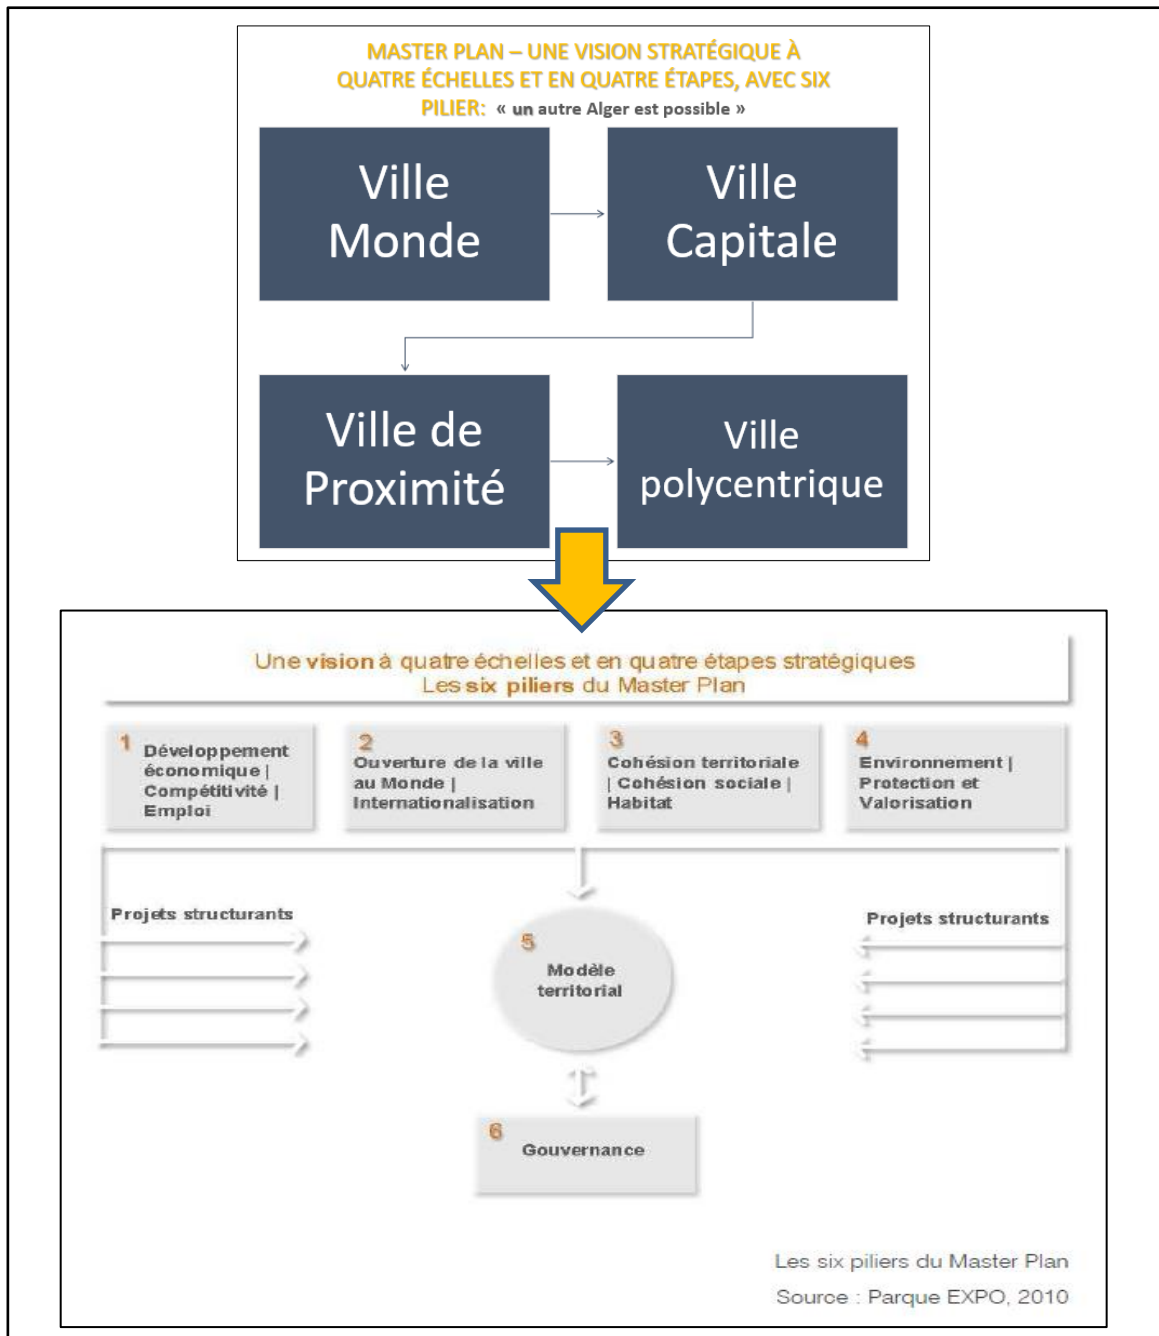 MASTER PLAN – UNE VISION STRATÉGIQUE À
QUATRE ÉCHELLES ET EN QUATRE ÉTAPES, AVEC SIX
PILIER: « un autre Alger est possible »
Ville
Monde
Ville
Capitale
Ville de
Proximité
Ville
polycentrique
Une vision à quatre échelles et en quatre étapes stratégiques
Les six piliers du Master Plan
1
Développement
économique |
Compétitivité |
Emploi
2
Ouverture de la ville
au Monde |
Internationalisation
3
Cohésion territoriale
| Cohésion sociale |
Habitat
4
Environnement |
Protection et
Valorisation
Projets structurants
Projets structurants
5
Modèle
territorial
6
Gouvernance
Les six piliers du Master Plan
Source : Parque EXPO, 2010